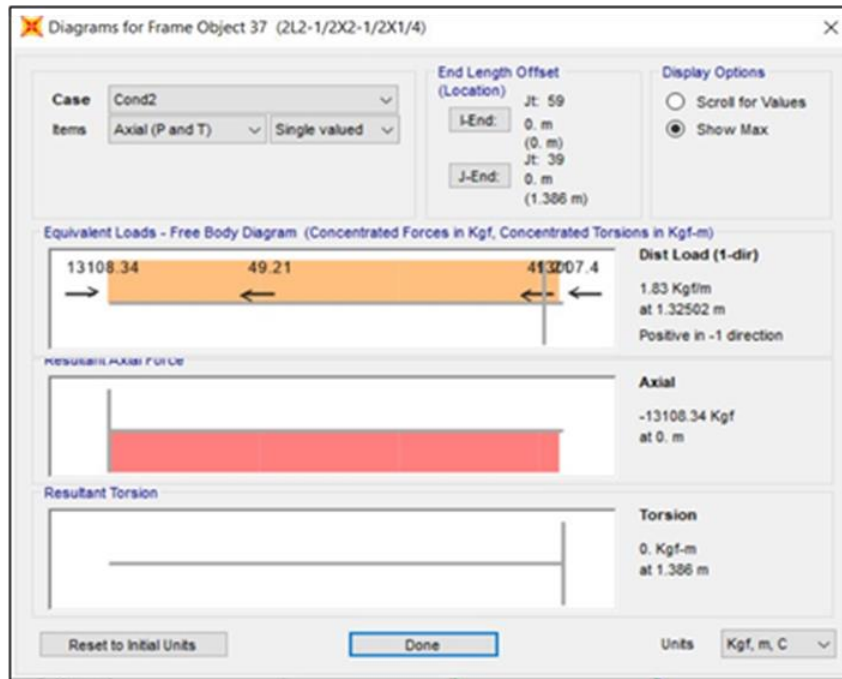 Diagrams for Frame Object 37 (2L2-1/2X2-1/2X1/4)
Case Cond2
Items Axial (P and T) Single valued
End Length Offset
(Location)
I-End: Jt: 59
0. m
(0. m)
J-End: Jt: 39
0. m
(1.386 m)
Display Options
Scroll for Values
Show Max
Equivalent Loads - Free Body Diagram (Concentrated Forces in Kgf, Concentrated Torsions in Kgf-m)
13108.34 49.21
Dist Load (1-dir)
1.83 Kgf/m
at 1.32502 m
Positive in -1 direction
Resultant Axial Force
Axial
-13108.34 Kgf
at 0. m
Resultant Torsion
Torsion
0. Kgf-m
at 1.386 m
Reset to Initial Units Done Units Kgf, m, C